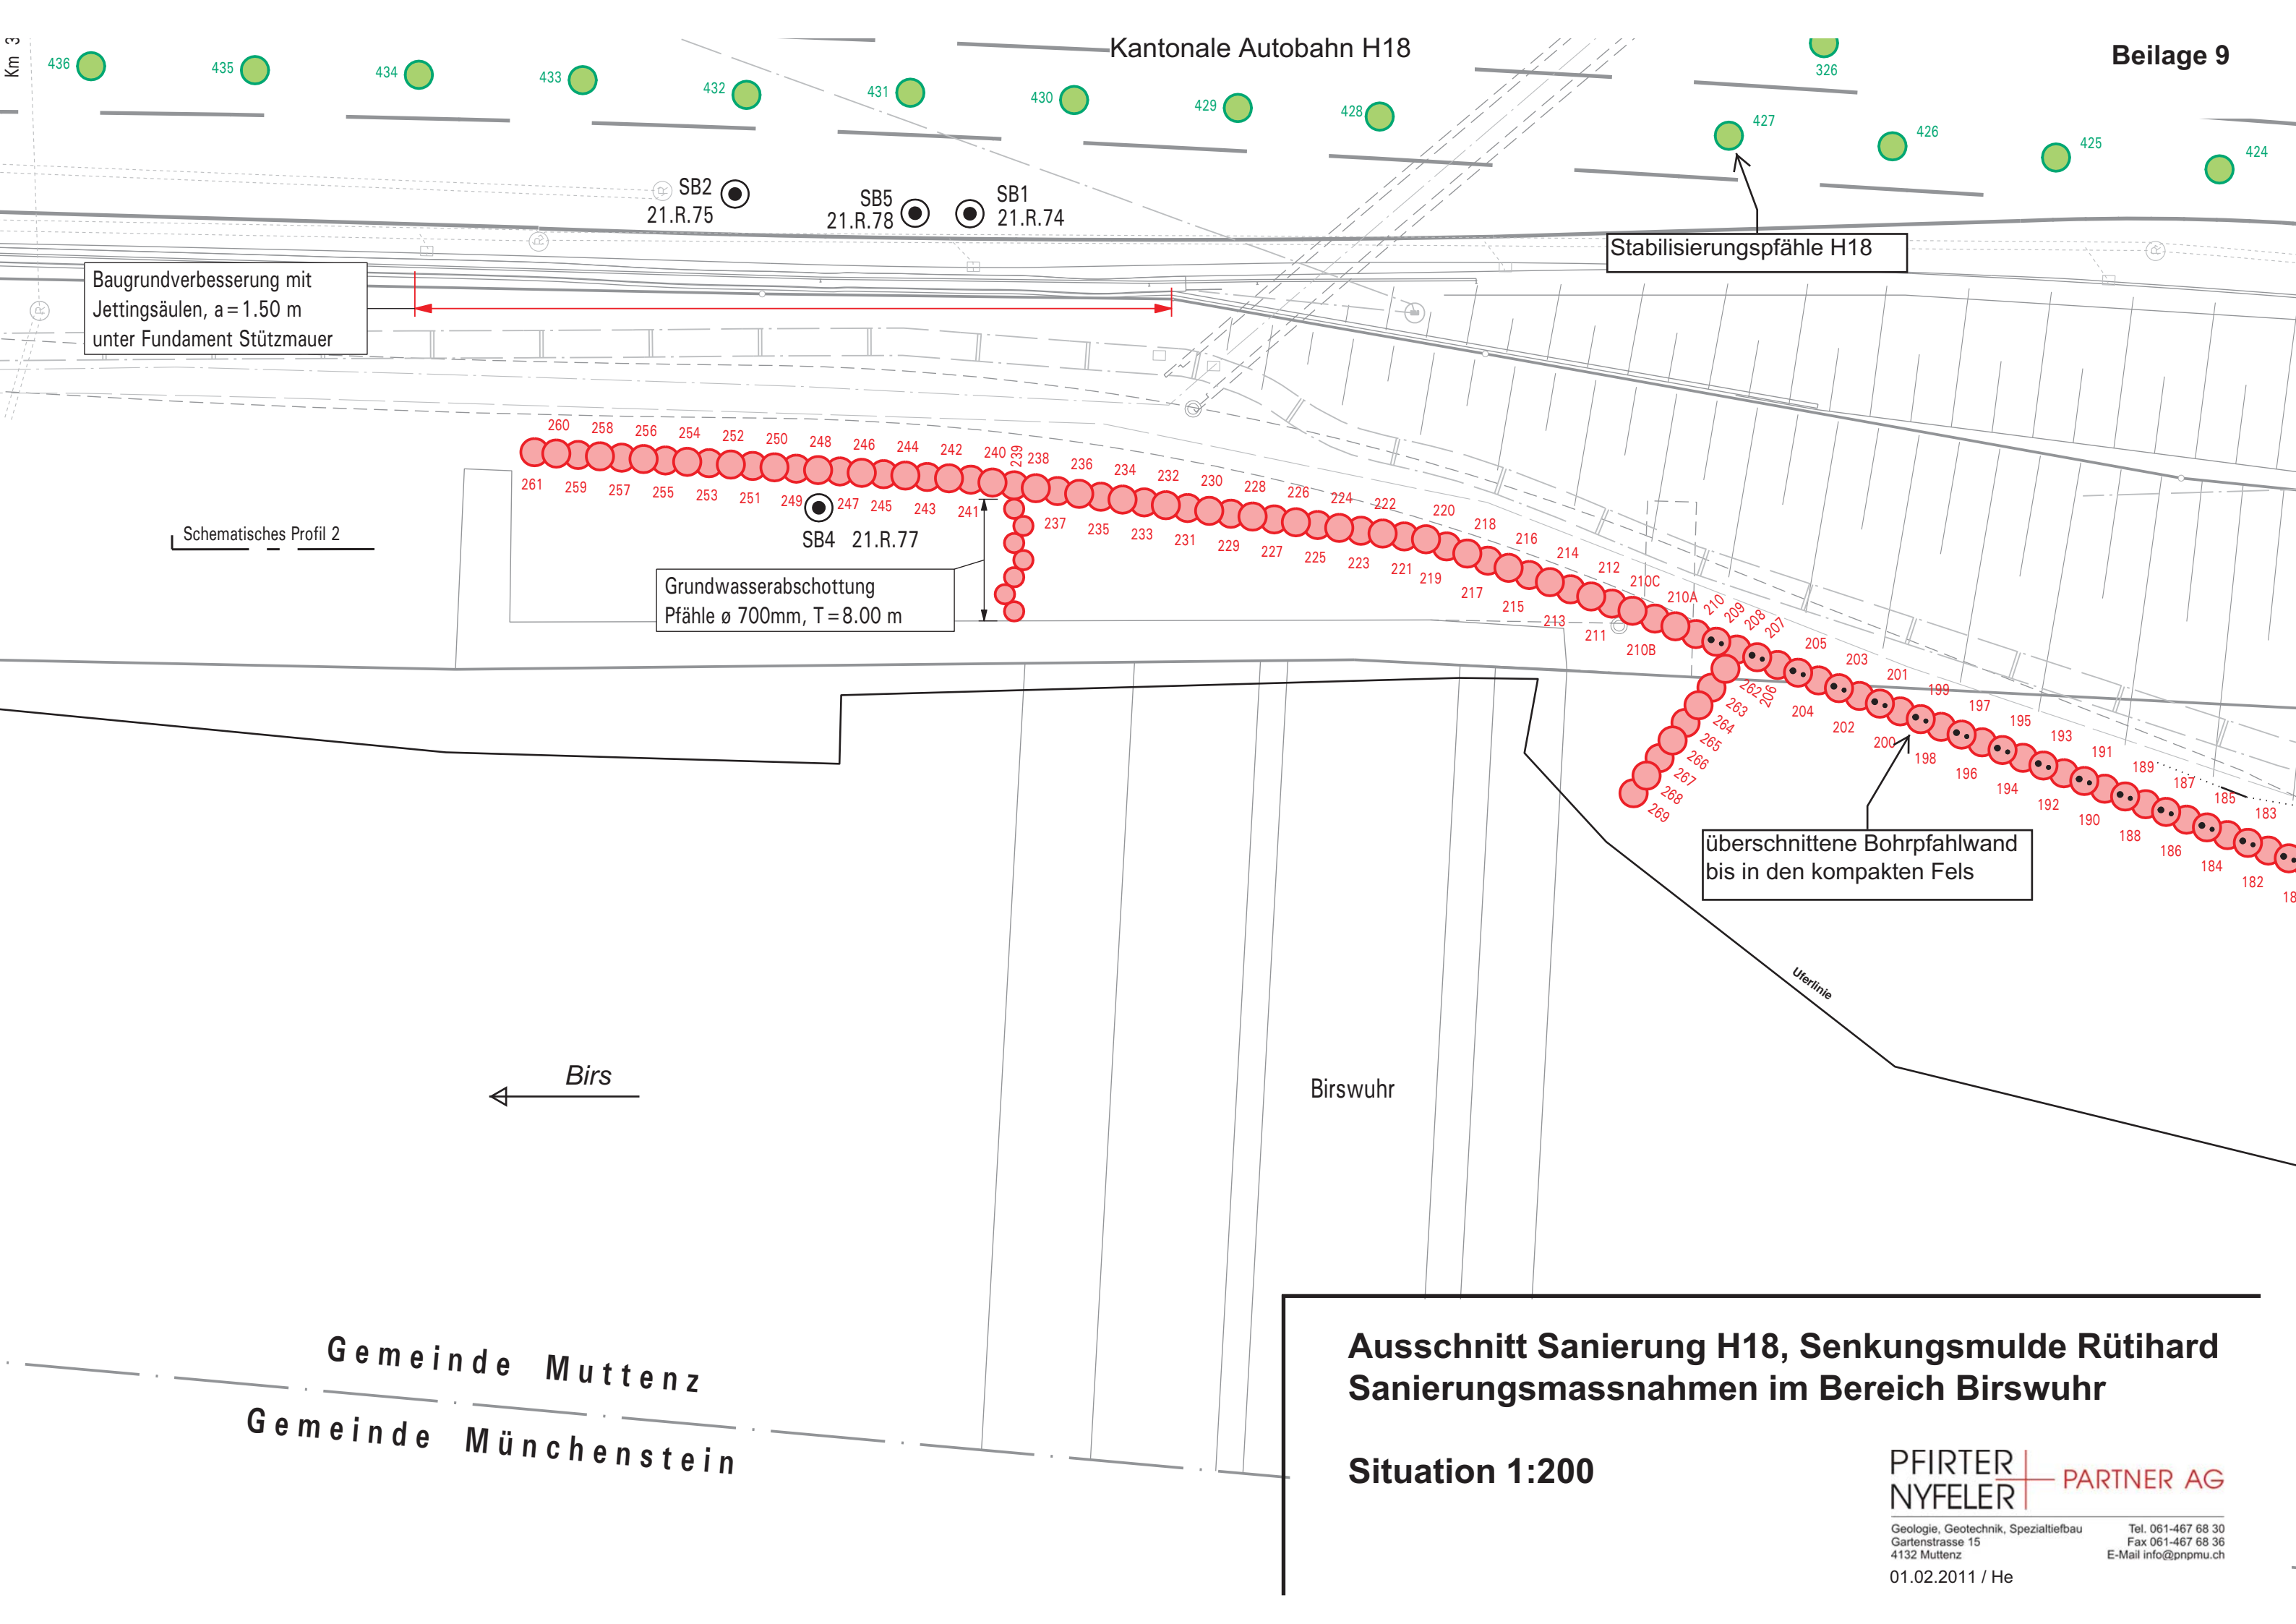 Kantonale Autobahn H18
Beilage 9
Km 3
436
435
434
433
432
431
430
429
428
326
427
426
425
424
SB2
21.R.75
SB5
21.R.78
SB1
21.R.74
Stabilisierungspfähle H18
Baugrundverbesserung mit
Jettingsäulen, a=1.50 m
unter Fundament Stützmauer
R
R
R
R
260
258
256
254
252
250
248
246
244
242
240
239
238
236
234
232
230
228
226
224
222
220
218
216
214
212
210C
210A
210
209
208
207
205
203
201
199
197
195
193
191
189
187
185
183
261
259
257
255
253
251
249
247
245
243
241
237
235
233
231
229
227
225
223
221
219
217
215
213
211
210B
206
204
202
200
198
196
194
192
190
188
186
184
182
18
262
263
264
265
266
267
268
269
SB4 21.R.77
Schematisches Profil 2
Grundwasserabschottung
Pfähle ø 700mm, T=8.00 m
überschnittene Bohrpfahlwand
bis in den kompakten Fels
Uferlinie
Birs
Birswuhr
Gemeinde Muttenz
Gemeinde Münchenstein
Ausschnitt Sanierung H18, Senkungsmulde Rütihard
Sanierungsmassnahmen im Bereich Birswuhr
Situation 1:200
PFIRTER
NYFELER
PARTNER AG
Geologie, Geotechnik, Spezialtiefbau
Gartenstrasse 15
4132 Muttenz
Tel. 061-467 68 30
Fax 061-467 68 36
E-Mail info@pnpmu.ch
01.02.2011 / He